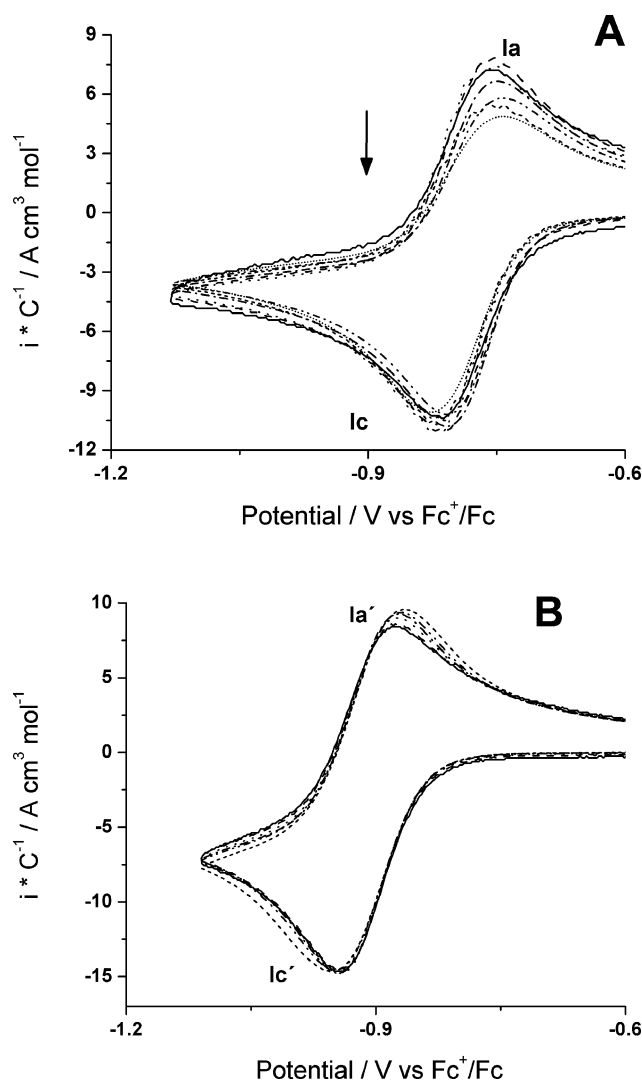 A
9
6
3
0
-3
-6
-9
-12
Ia
Ic
-1.2
-0.9
-0.6
i * C⁻¹ / A cm³ mol⁻¹
Potential / V vs Fc⁺/Fc
B
10
5
0
-5
-10
-15
Ia´
Ic´
-1.2
-0.9
-0.6
i * C⁻¹ / A cm³ mol⁻¹
Potential / V vs Fc⁺/Fc